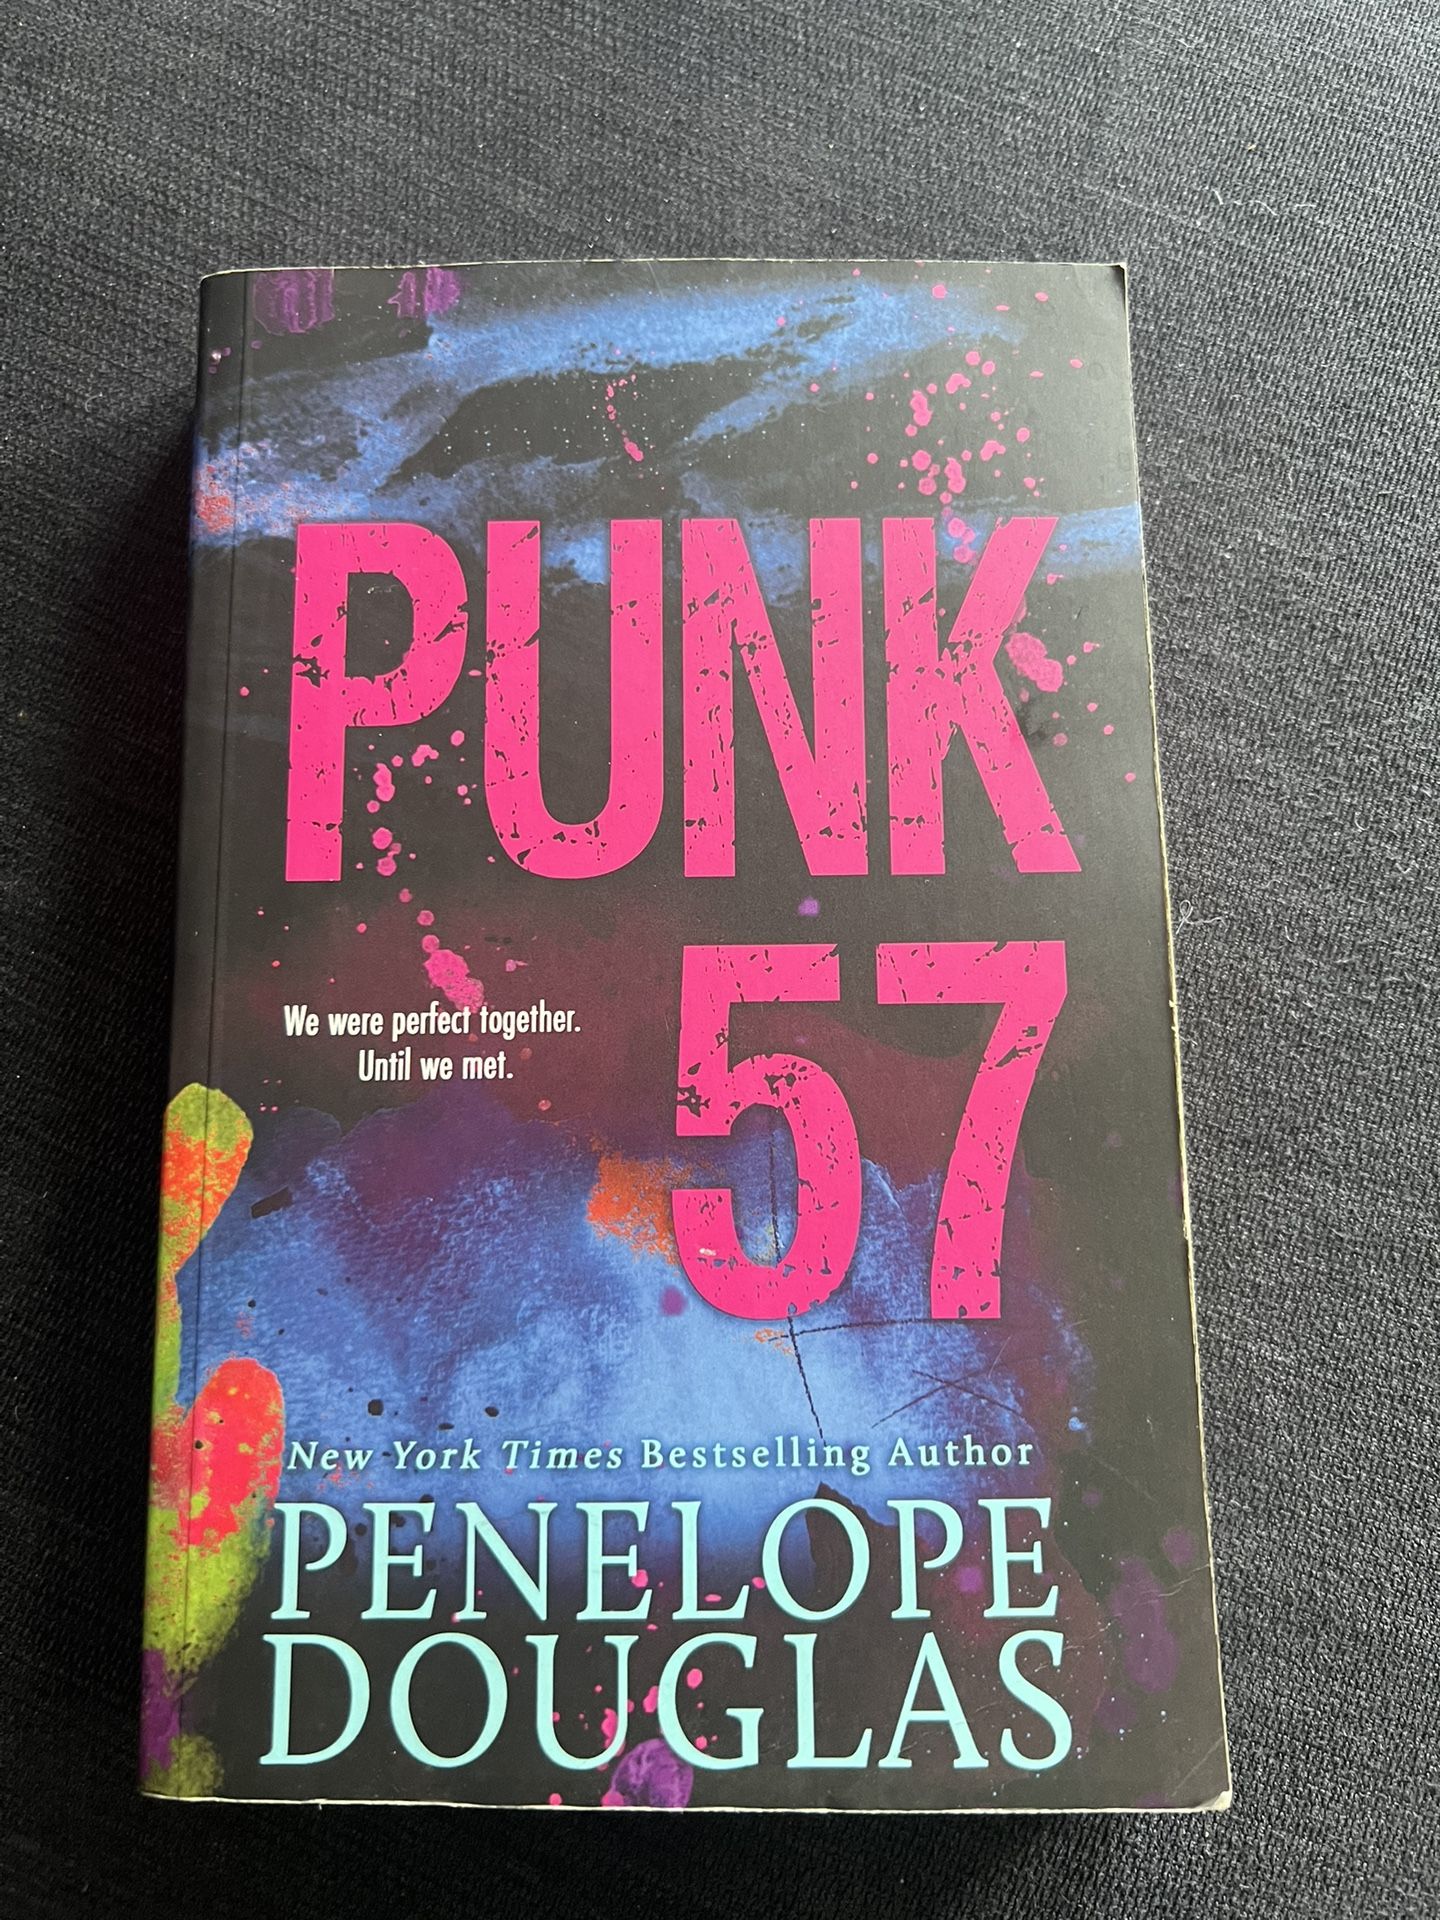 PUNK
57
We were perfect together.
Until we met.
New York Times Bestselling Author
PENELOPE
DOUGLAS